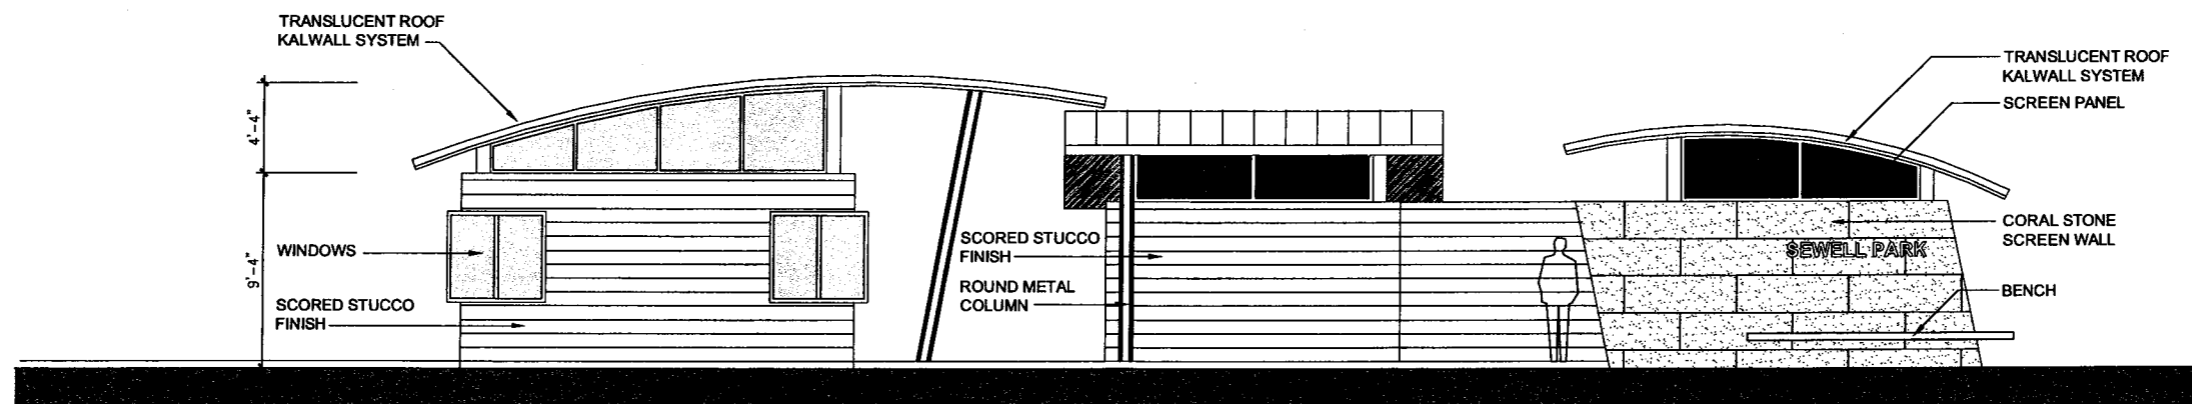 TRANSLUCENT ROOF
KALWALL SYSTEM
4'-4"
9'-4"
WINDOWS
SCORED STUCCO
FINISH
SCORED STUCCO
FINISH
ROUND METAL
COLUMN
TRANSLUCENT ROOF
KALWALL SYSTEM
SCREEN PANEL
CORAL STONE
SCREEN WALL
SEWELL PARK
BENCH